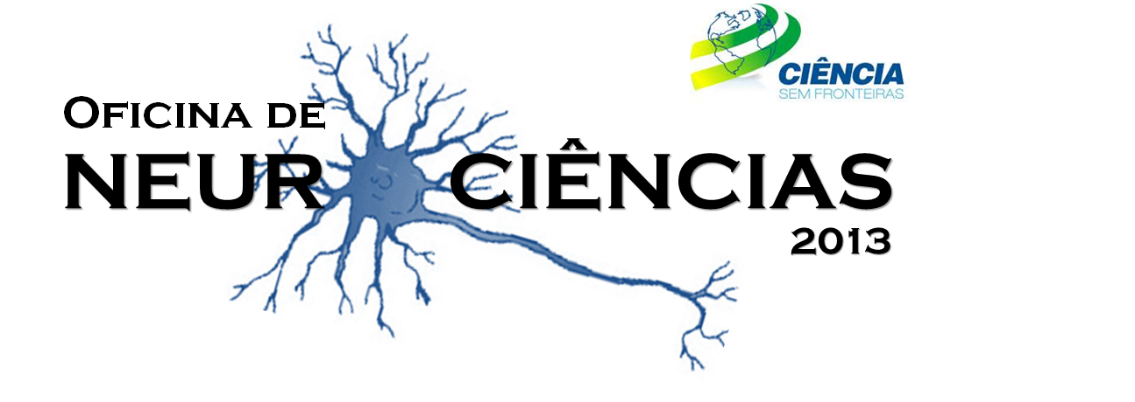 CIÊNCIA
SEM FRONTEIRAS
OFICINA DE
NEUR CIÊNCIAS
2013